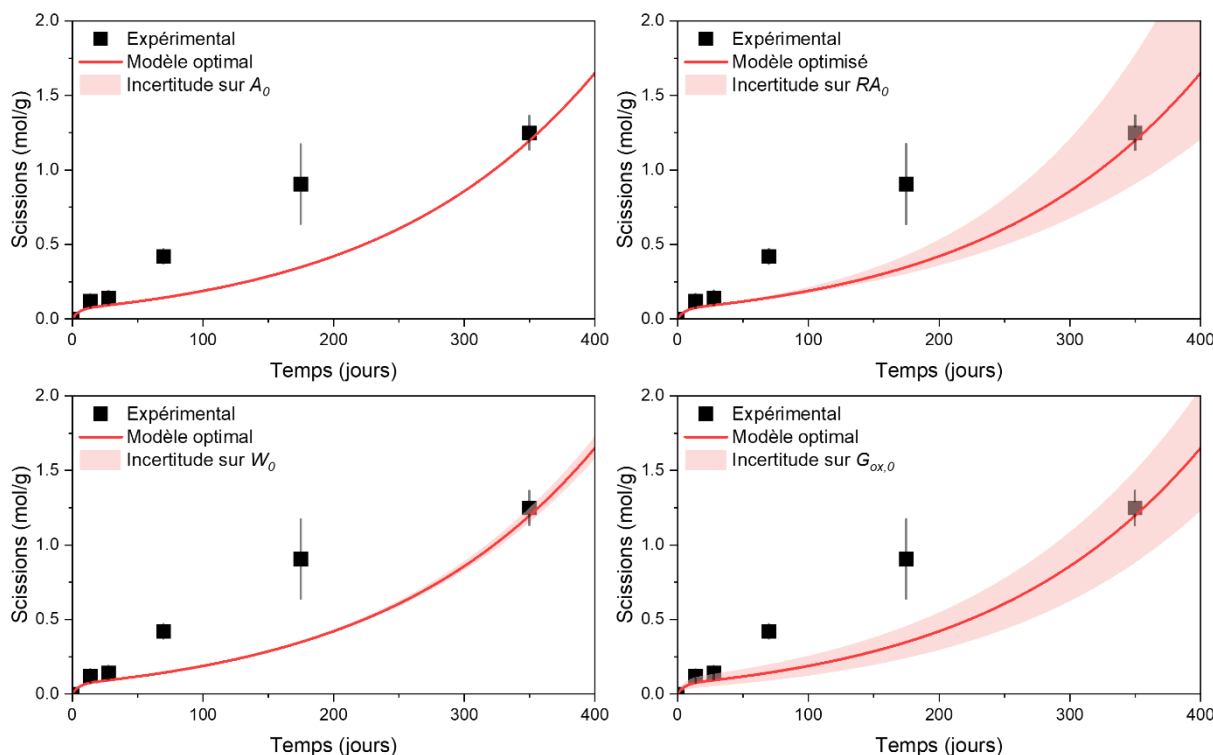 2.0
1.5
1.0
0.5
0.0
Scissions (mol/g)
Expérimental
Modèle optimal
Incertitude sur A0
0
100
200
300
400
Temps (jours)
2.0
1.5
1.0
0.5
0.0
Scissions (mol/g)
Expérimental
Modèle optimisé
Incertitude sur RA0
0
100
200
300
400
Temps (jours)
2.0
1.5
1.0
0.5
0.0
Scissions (mol/g)
Expérimental
Modèle optimal
Incertitude sur W0
0
100
200
300
400
Temps (jours)
2.0
1.5
1.0
0.5
0.0
Scissions (mol/g)
Expérimental
Modèle optimal
Incertitude sur Gox,0
0
100
200
300
400
Temps (jours)